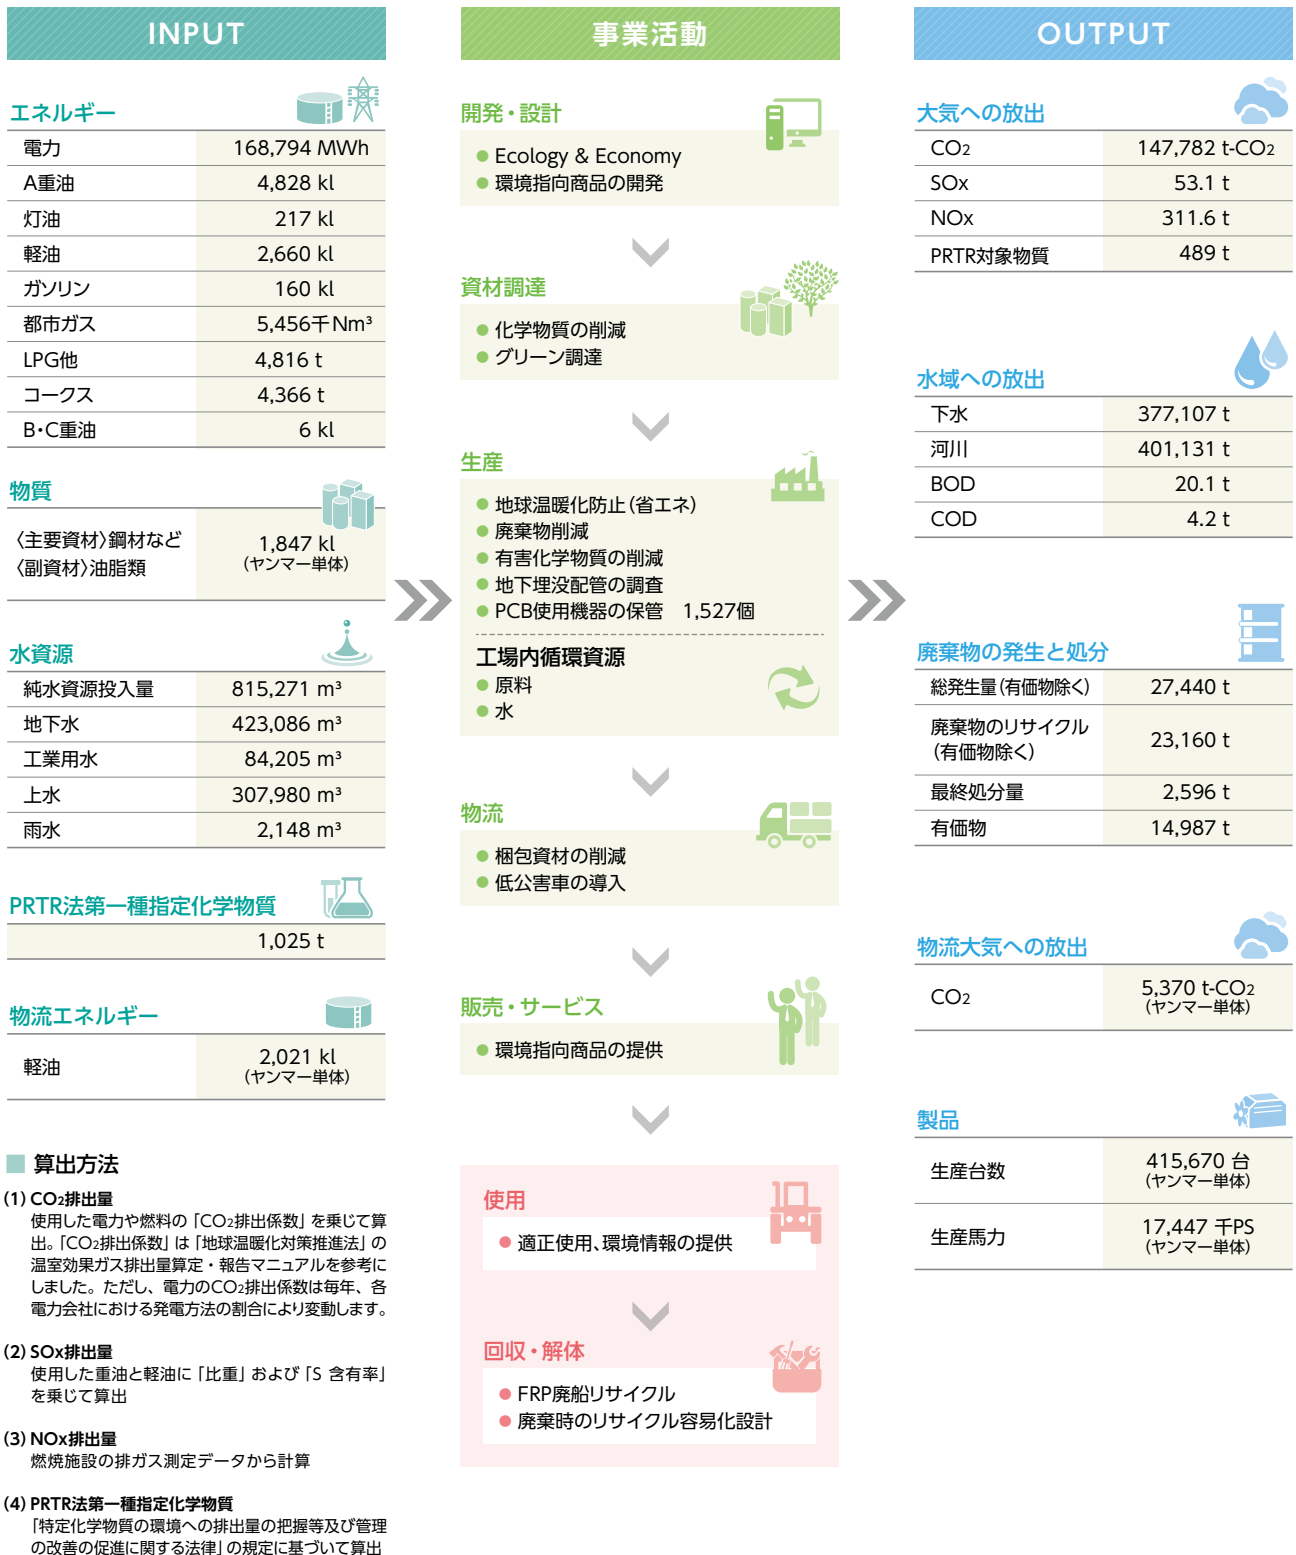 INPUT
エネルギー
電力 168,794 MWh
A重油 4,828 kl
灯油 217 kl
軽油 2,660 kl
ガソリン 160 kl
都市ガス 5,456千Nm³
LPG他 4,816 t
コークス 4,366 t
B・C重油 6 kl
物質
〈主要資材〉鋼材など
〈副資材〉油脂類
1,847 kl
(ヤンマー単体)
水資源
純水資源投入量 815,271 m³
地下水 423,086 m³
工業用水 84,205 m³
上水 307,980 m³
雨水 2,148 m³
PRTR法第一種指定化学物質
1,025 t
物流エネルギー
軽油 2,021 kl
(ヤンマー単体)
算出方法
(1) CO₂排出量
使用した電力や燃料の「CO₂排出係数」を乗じて算
出。「CO₂排出係数」は「地球温暖化対策推進法」の
温室効果ガス排出量算定・報告マニュアルを参考に
しました。ただし、電力のCO₂排出係数は毎年、各
電力会社における発電方法の割合により変動します。
(2) SOx排出量
使用した重油と軽油に「比重」および「S 含有率」
を乗じて算出
(3) NOx排出量
燃焼施設の排ガス測定データから計算
(4) PRTR法第一種指定化学物質
「特定化学物質の環境への排出量の把握等及び管理
の改善の促進に関する法律」の規定に基づいて算出
事業活動
開発・設計
● Ecology & Economy
● 環境指向商品の開発
資材調達
● 化学物質の削減
● グリーン調達
生産
● 地球温暖化防止(省エネ)
● 廃棄物削減
● 有害化学物質の削減
● 地下埋没配管の調査
● PCB使用機器の保管 1,527個
工場内循環資源
● 原料
● 水
物流
● 梱包資材の削減
● 低公害車の導入
販売・サービス
● 環境指向商品の提供
使用
● 適正使用、環境情報の提供
回収・解体
● FRP廃船リサイクル
● 廃棄時のリサイクル容易化設計
OUTPUT
大気への放出
CO₂ 147,782 t-CO₂
SOx 53.1 t
NOx 311.6 t
PRTR対象物質 489 t
水域への放出
下水 377,107 t
河川 401,131 t
BOD 20.1 t
COD 4.2 t
廃棄物の発生と処分
総発生量(有価物除く) 27,440 t
廃棄物のリサイクル
(有価物除く)
23,160 t
最終処分量 2,596 t
有価物 14,987 t
物流大気への放出
CO₂ 5,370 t-CO₂
(ヤンマー単体)
製品
生産台数 415,670 台
(ヤンマー単体)
生産馬力 17,447 千PS
(ヤンマー単体)